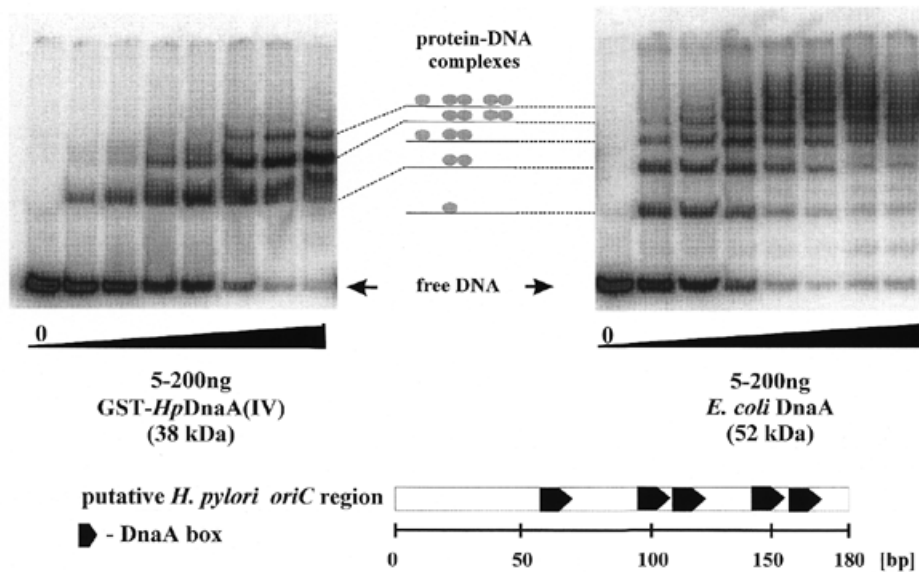 protein-DNA
complexes
free DNA
0
5-200ng
GST-HpDnaA(IV)
(38 kDa)
0
5-200ng
E. coli DnaA
(52 kDa)
putative H. pylori oriC region
- DnaA box
0 50 100 150 180 [bp]